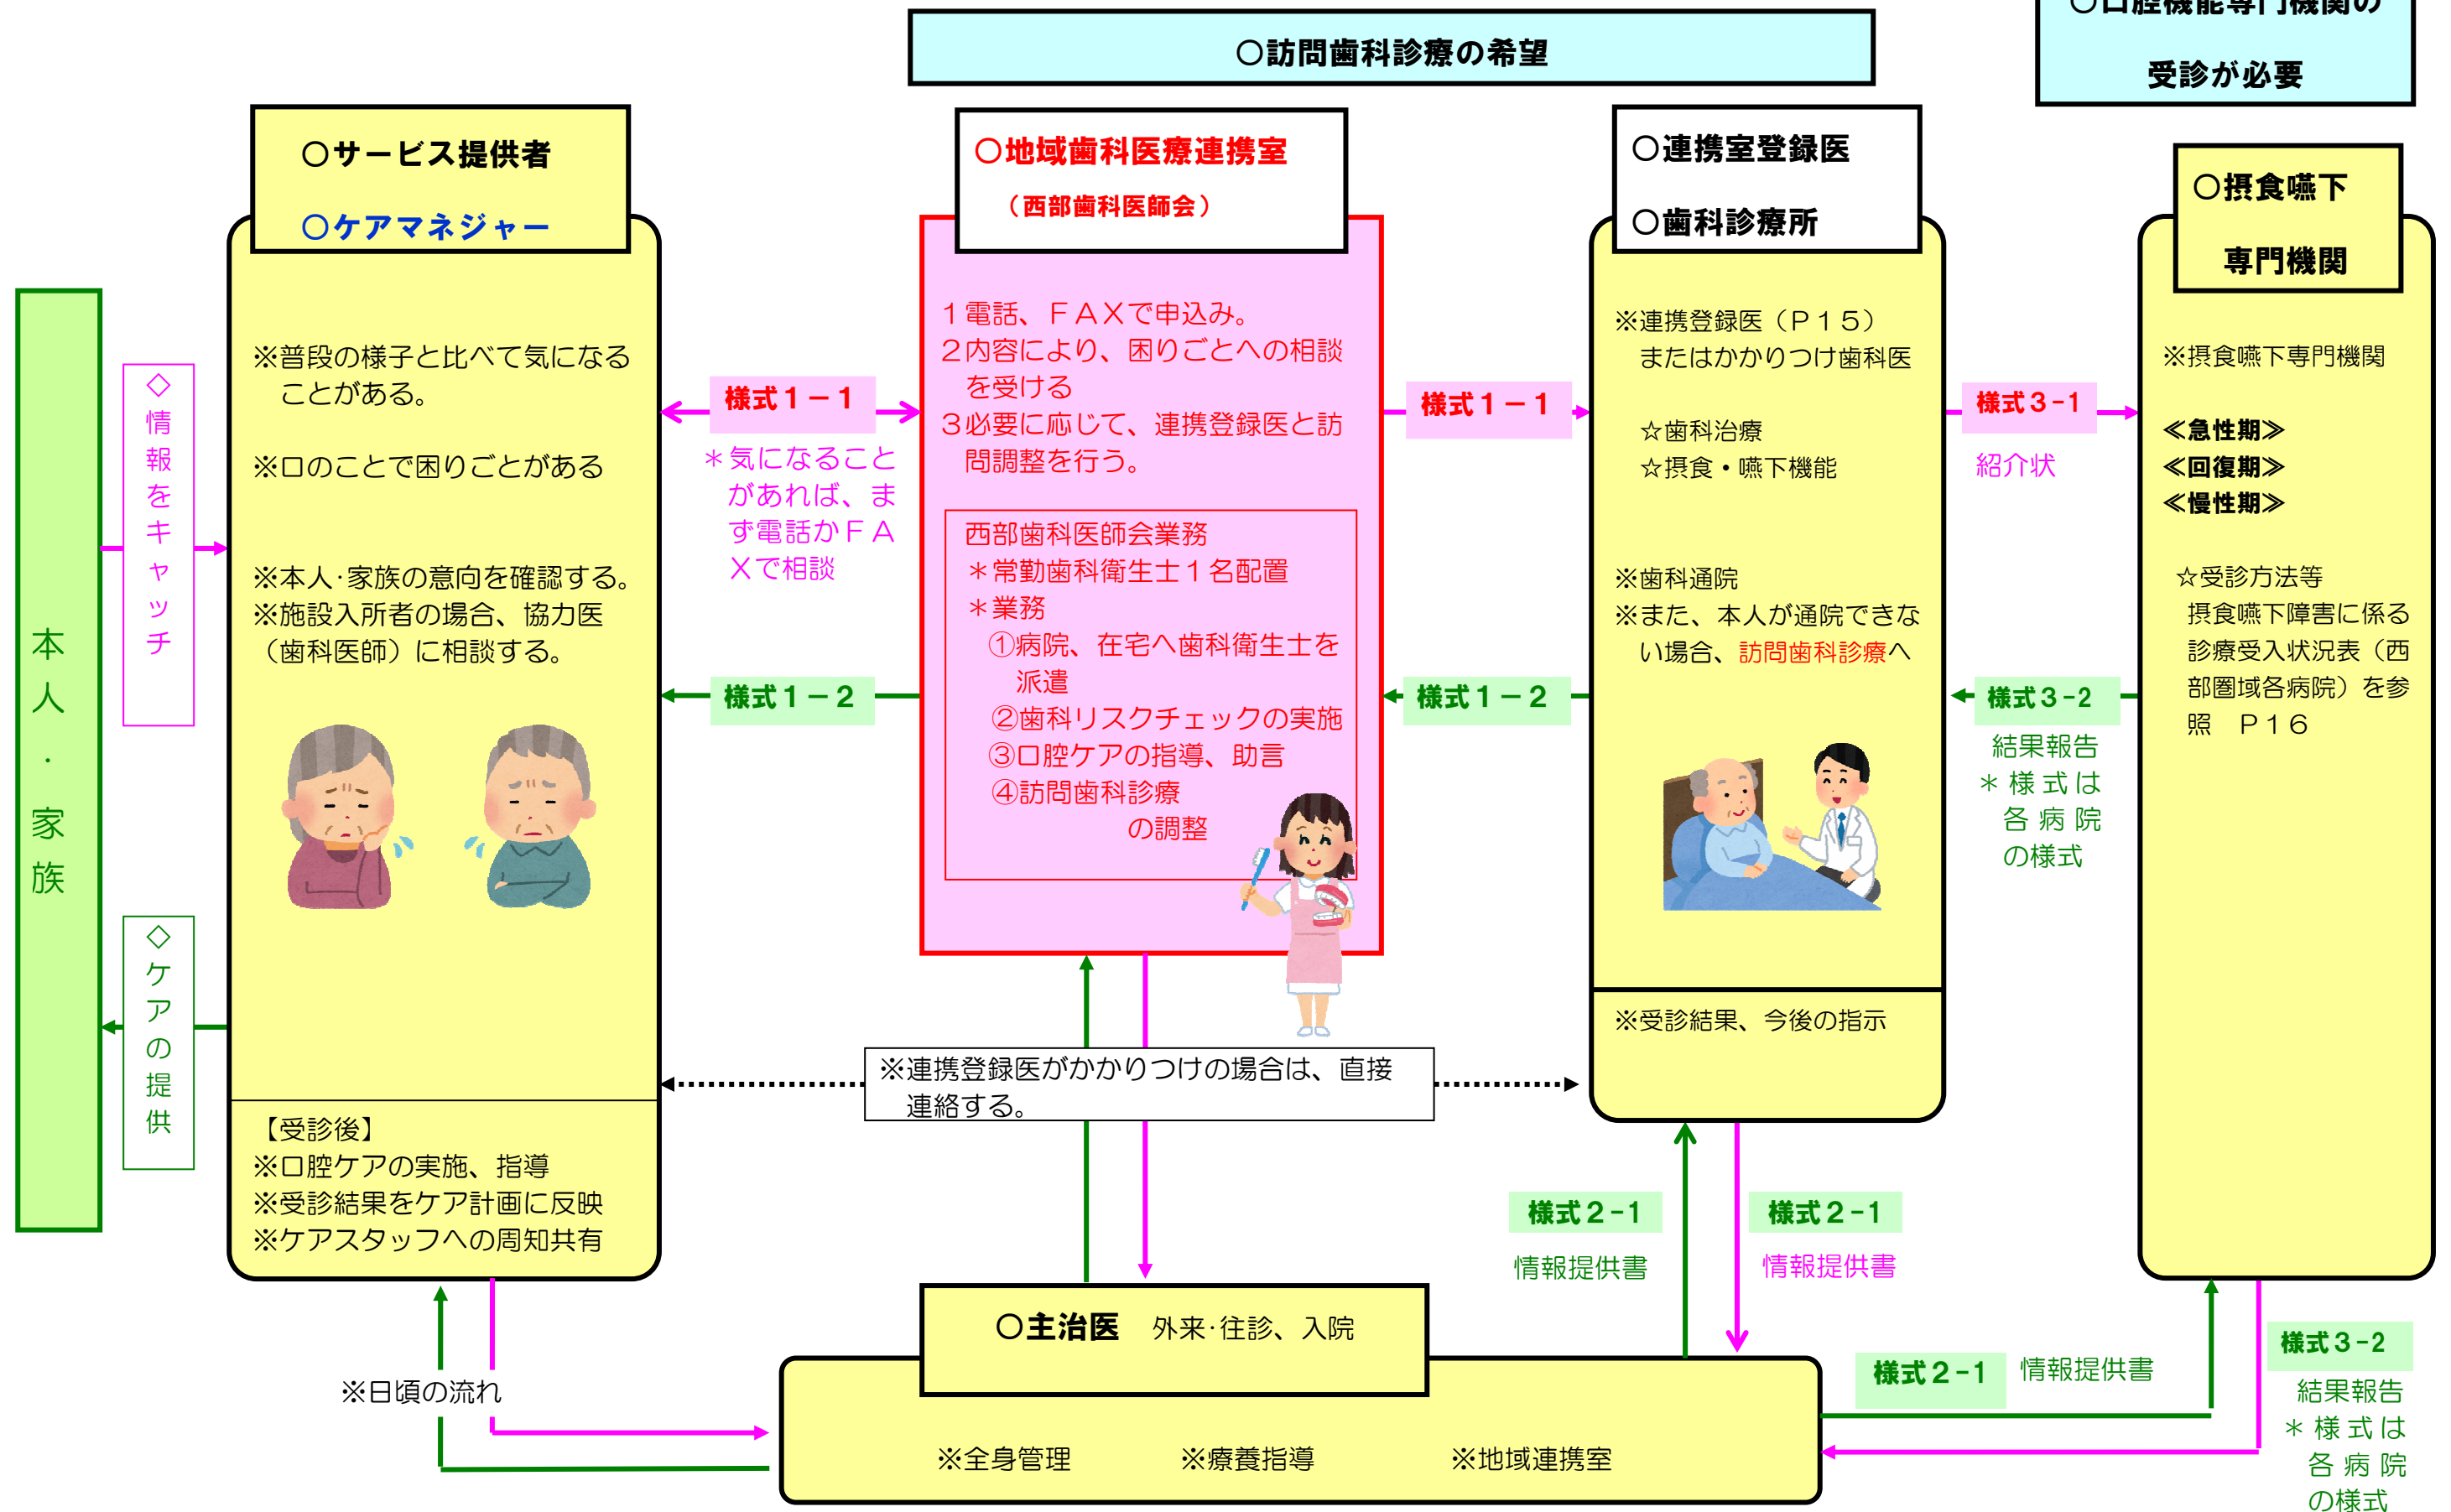 ○訪問歯科診療の希望
○口腔機能専門機関の
受診が必要
本人・家族
◇情報をキャッチ
◇ケアの提供
○サービス提供者
○ケアマネジャー
※普段の様子と比べて気になる
ことがある。
※口のことで困りごとがある
※本人･家族の意向を確認する。
※施設入所者の場合、協力医
（歯科医師）に相談する。
【受診後】
※口腔ケアの実施、指導
※受診結果をケア計画に反映
※ケアスタッフへの周知共有
様式１－１
＊気になること
があれば、ま
ず電話かＦＡ
Ｘで相談
様式１－２
○地域歯科医療連携室
（西部歯科医師会）
１電話、ＦＡＸで申込み。
２内容により、困りごとへの相談
を受ける
３必要に応じて、連携登録医と訪
問調整を行う。
西部歯科医師会業務
＊常勤歯科衛生士１名配置
＊業務
①病院、在宅へ歯科衛生士を
派遣
②歯科リスクチェックの実施
③口腔ケアの指導、助言
④訪問歯科診療
の調整
様式１－１
様式１－２
※連携登録医がかかりつけの場合は、直接
連絡する。
○連携室登録医
○歯科診療所
※連携登録医（Ｐ１５）
またはかかりつけ歯科医
☆歯科治療
☆摂食・嚥下機能
※歯科通院
※また、本人が通院できな
い場合、訪問歯科診療へ
※受診結果、今後の指示
様式３-１
紹介状
様式３-２
結果報告
＊様式は
各病院
の様式
○摂食嚥下
専門機関
※摂食嚥下専門機関
≪急性期≫
≪回復期≫
≪慢性期≫
☆受診方法等
摂食嚥下障害に係る
診療受入状況表（西
部圏域各病院）を参
照　Ｐ１６
様式２-１
情報提供書
様式２-１
情報提供書
※日頃の流れ
○主治医　外来･往診、入院
※全身管理　※療養指導　※地域連携室
様式２-１　情報提供書
様式３-２
結果報告
＊様式は
各病院
の様式